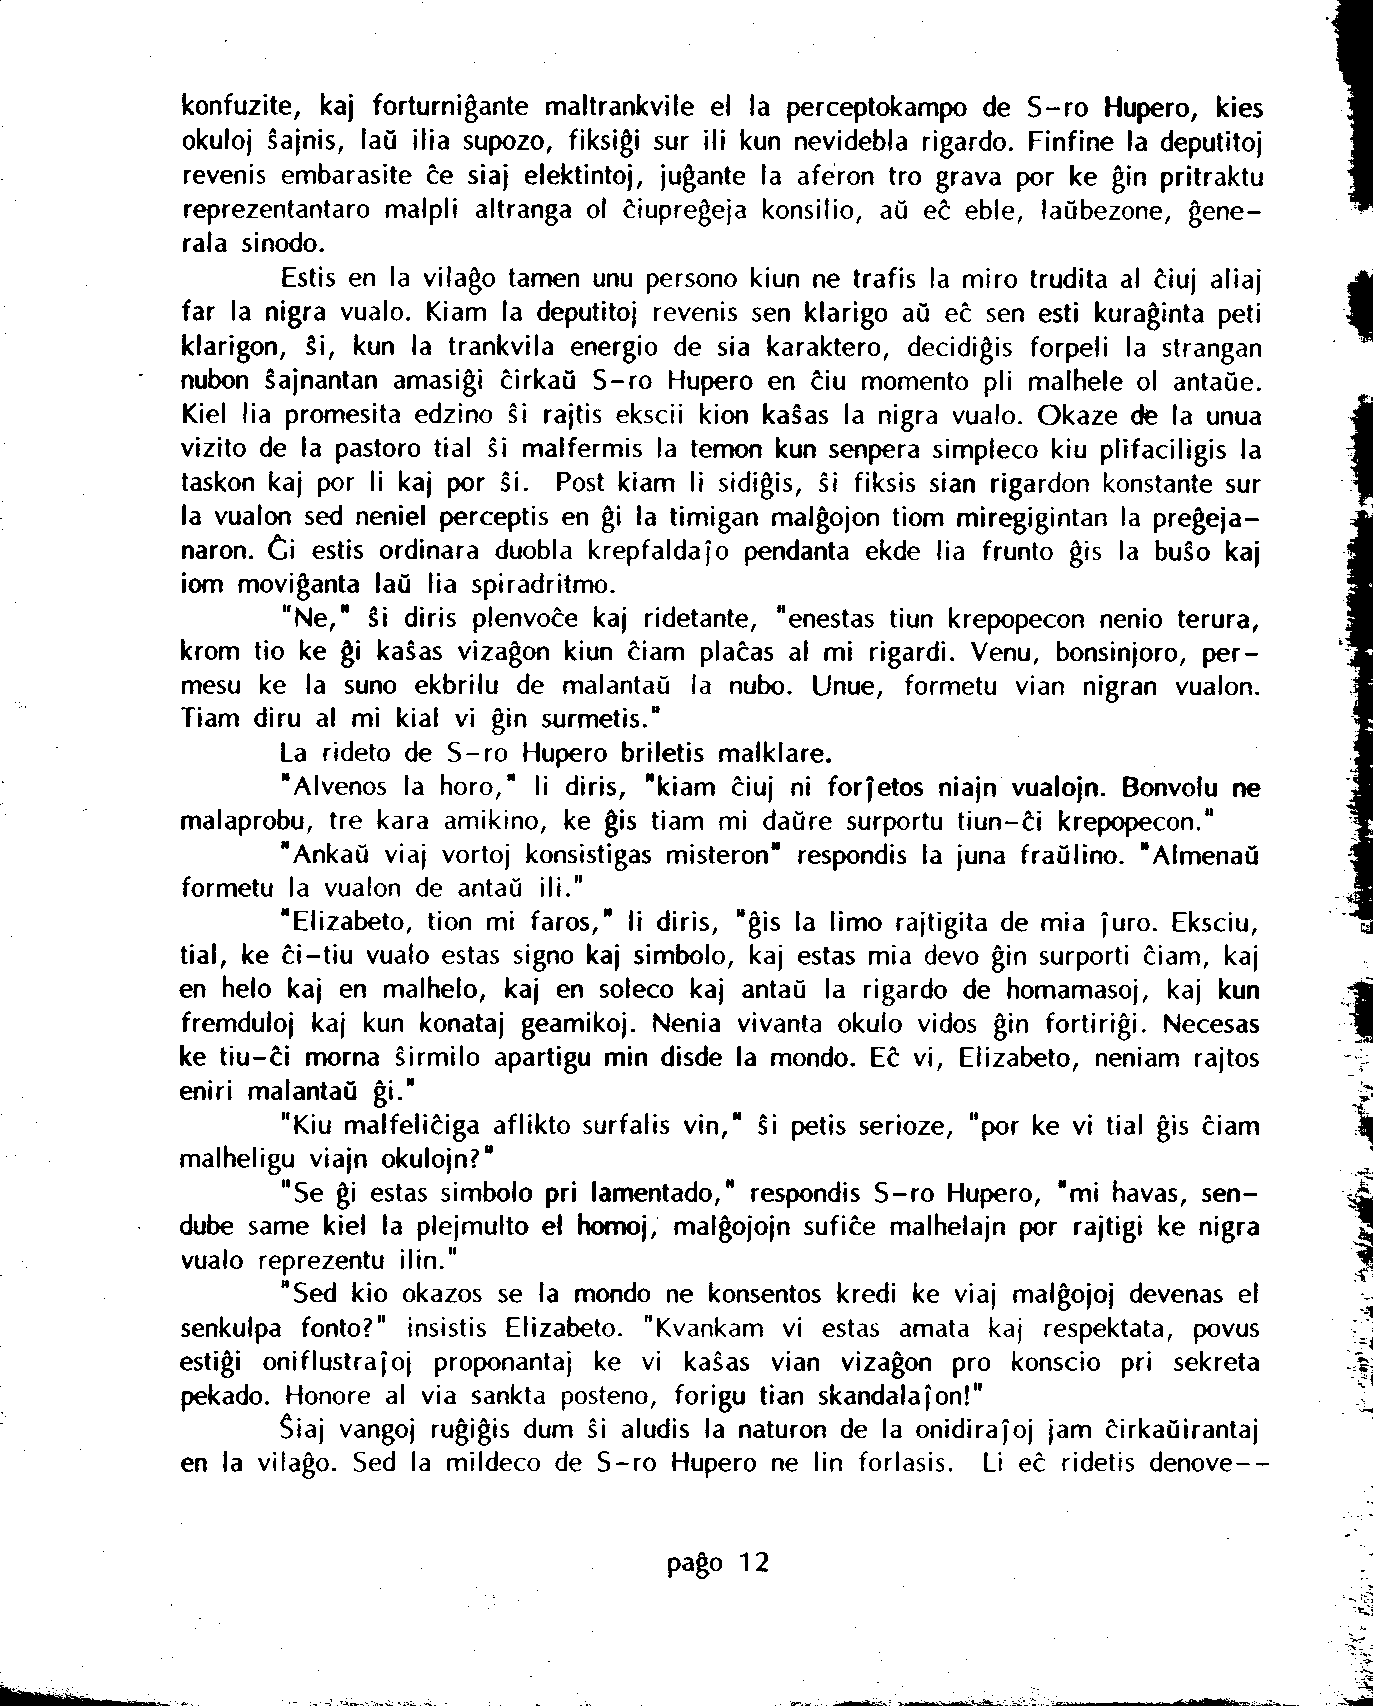 konfuzite, kaj forturniĝante maltrankvile el la perceptokampo de S-ro Hupero, kies
okuloj ŝajnis, laŭ ilia supozo, fiksiĝi sur ili kun nevidebla rigardo. Finfine la deputitoj
revenis embarasite ĉe siaj elektintoj, juĝante la aferon tro grava por ke ĝin pritraktu
reprezentantaro malpli altranga ol ĉiupreĝeja konsilio, aŭ eĉ eble, laŭbezone, ĝene-
rala sinodo.
Estis en la vilaĝo tamen unu persono kiun ne trafis la miro trudita al ĉiuj aliaj
far la nigra vualo. Kiam la deputitoj revenis sen klarigo aŭ eĉ sen esti kuraĝinta peti
klarigon, ŝi, kun la trankvila energio de sia karaktero, decidiĝis forpeli la strangan
nubon ŝajnantan amasiĝi ĉirkaŭ S-ro Hupero en ĉiu momento pli malhele ol antaŭe.
Kiel lia promesita edzino ŝi rajtis ekscii kion kaŝas la nigra vualo. Okaze de la unua
vizito de la pastoro tial ŝi malfermis la temon kun senpera simpleco kiu plifaciligis la
taskon kaj por li kaj por ŝi. Post kiam li sidiĝis, ŝi fiksis sian rigardon konstante sur
la vualon sed neniel perceptis en ĝi la timigan malĝojon tiom miregigintan la preĝeja-
naron. Ĝi estis ordinara duobla krepfaldaĵo pendanta ekde lia frunto ĝis la buŝo kaj
iom moviĝanta laŭ lia spiradritmo.
"Ne," ŝi diris plenvoĉe kaj ridetante, "enestas tiun krepopecon nenio terura,
krom tio ke ĝi kaŝas vizaĝon kiun ĉiam plaĉas al mi rigardi. Venu, bonsinjoro, per-
mesu ke la suno ekbrilu de malantaŭ la nubo. Unue, formetu vian nigran vualon.
Tiam diru al mi kial vi ĝin surmetis."
La rideto de S-ro Hupero briletis malklare.
"Alvenos la horo," li diris, "kiam ĉiuj ni forĵetos niajn vualojn. Bonvolu ne
malaprobu, tre kara amikino, ke ĝis tiam mi daŭre surportu tiun-ĉi krepopecon."
"Ankaŭ viaj vortoj konsistigas misteron" respondis la juna fraŭlino. "Almenaŭ
formetu la vualon de antaŭ ili."
"Elizabeto, tion mi faros," li diris, "ĝis la limo rajtigita de mia ĵuro. Eksciu,
tial, ke ĉi-tiu vualo estas signo kaj simbolo, kaj estas mia devo ĝin surporti ĉiam, kaj
en helo kaj en malhelo, kaj en soleco kaj antaŭ la rigardo de homamasoj, kaj kun
fremduloj kaj kun konataj geamikoj. Nenia vivanta okulo vidos ĝin fortiriĝi. Necesas
ke tiu-ĉi morna ŝirmilo apartigu min disde la mondo. Eĉ vi, Elizabeto, neniam rajtos
eniri malantaŭ ĝi."
"Kiu malfeliĉiga aflikto surfalis vin," ŝi petis serioze, "por ke vi tial ĝis ĉiam
malheligu viajn okulojn?"
"Se ĝi estas simbolo pri lamentado," respondis S-ro Hupero, "mi havas, sen-
dube same kiel la plejmulto el homoj, malĝojojn sufiĉe malhelajn por rajtigi ke nigra
vualo reprezentu ilin."
"Sed kio okazos se la mondo ne konsentos kredi ke viaj malĝojoj devenas el
senkulpa fonto?" insistis Elizabeto. "Kvankam vi estas amata kaj respektata, povus
estiĝi oniflustraĵoj proponantaj ke vi kaŝas vian vizaĝon pro konscio pri sekreta
pekado. Honore al via sankta posteno, forigu tian skandalaĵon!"
Ŝiaj vangoj ruĝiĝis dum ŝi aludis la naturon de la onidiraĵoj jam ĉirkaŭirantaj
en la vilaĝo. Sed la mildeco de S-ro Hupero ne lin forlasis. Li eĉ ridetis denove--
paĝo 12